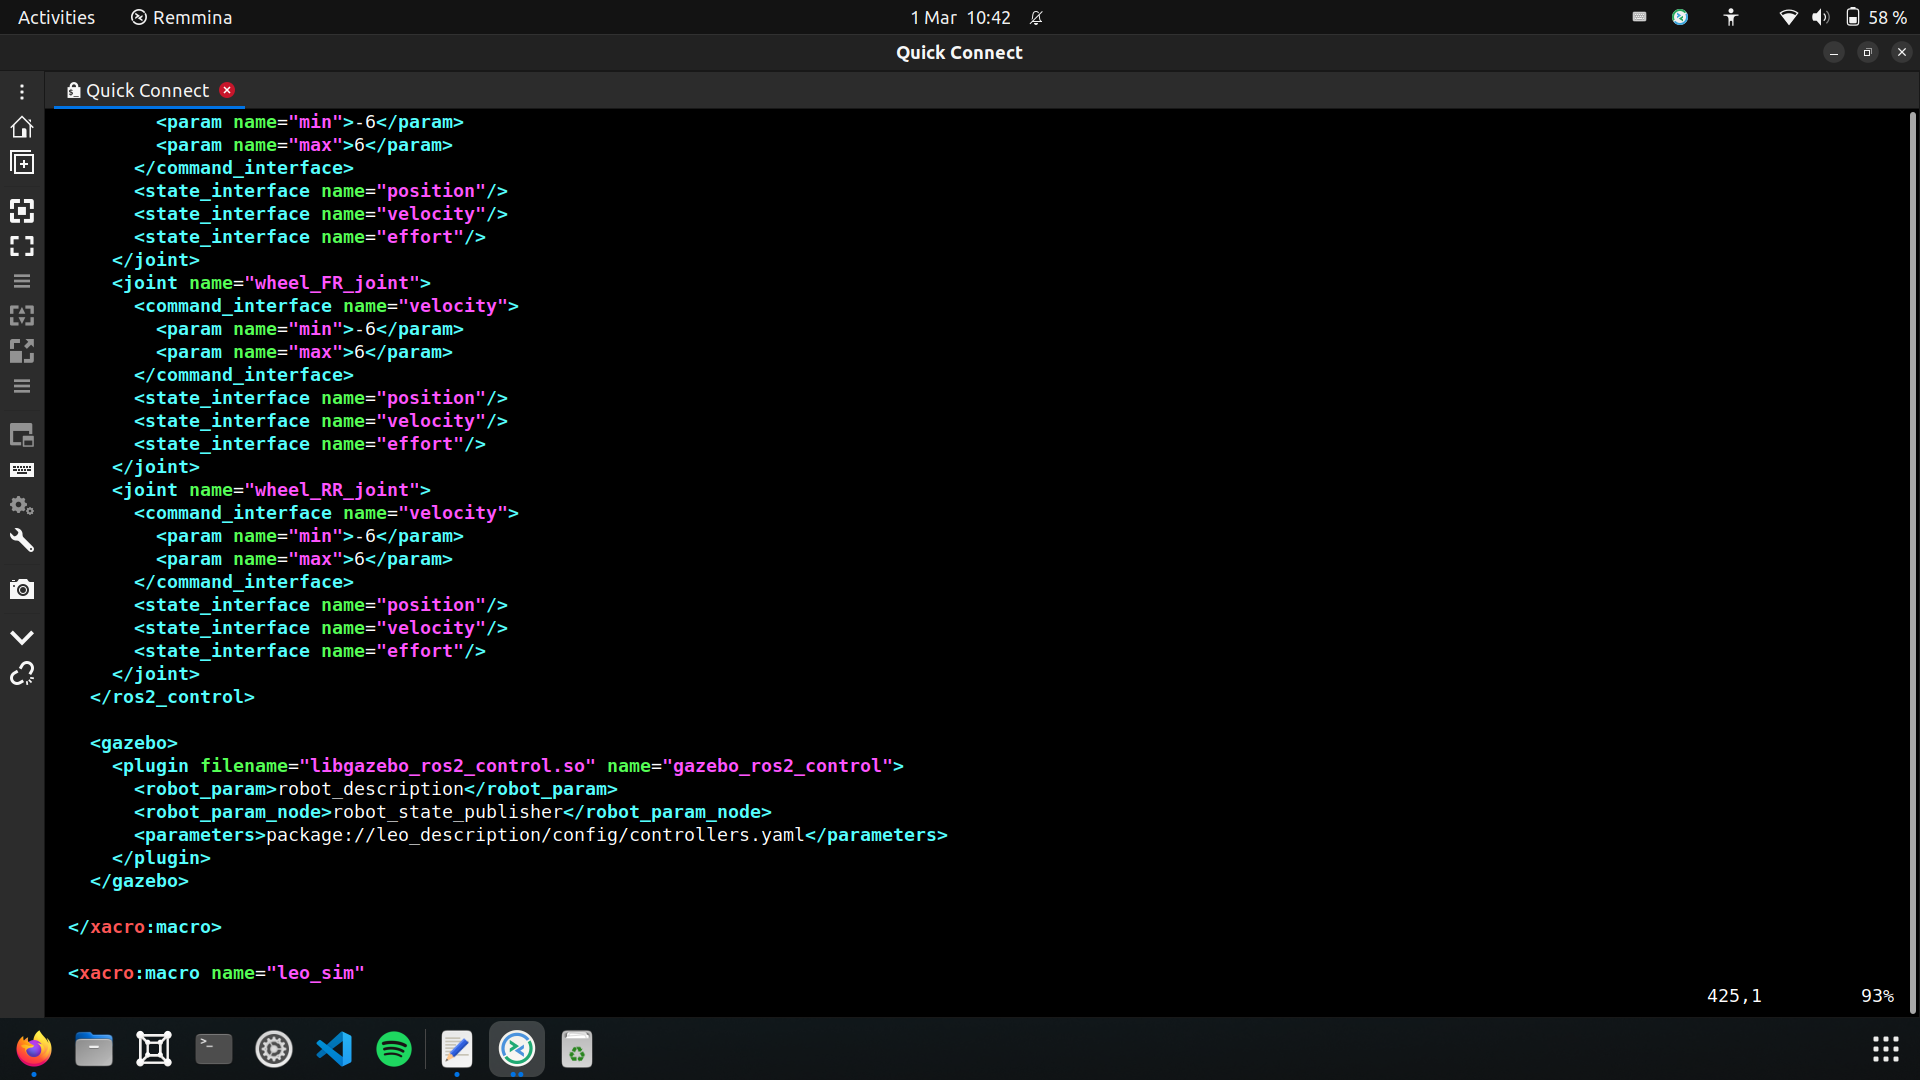 Activities Remmina 1 Mar 10:42 58 %
Quick Connect
Quick Connect
<param name="min">-6</param>
<param name="max">6</param>
</command_interface>
<state_interface name="position"/>
<state_interface name="velocity"/>
<state_interface name="effort"/>
</joint>
<joint name="wheel_FR_joint">
<command_interface name="velocity">
<param name="min">-6</param>
<param name="max">6</param>
</command_interface>
<state_interface name="position"/>
<state_interface name="velocity"/>
<state_interface name="effort"/>
</joint>
<joint name="wheel_RR_joint">
<command_interface name="velocity">
<param name="min">-6</param>
<param name="max">6</param>
</command_interface>
<state_interface name="position"/>
<state_interface name="velocity"/>
<state_interface name="effort"/>
</joint>
</ros2_control>
<gazebo>
<plugin filename="libgazebo_ros2_control.so" name="gazebo_ros2_control">
<robot_param>robot_description</robot_param>
<robot_param_node>robot_state_publisher</robot_param_node>
<parameters>package://leo_description/config/controllers.yaml</parameters>
</plugin>
</gazebo>
</xacro:macro>
<xacro:macro name="leo_sim"
425,1 93%